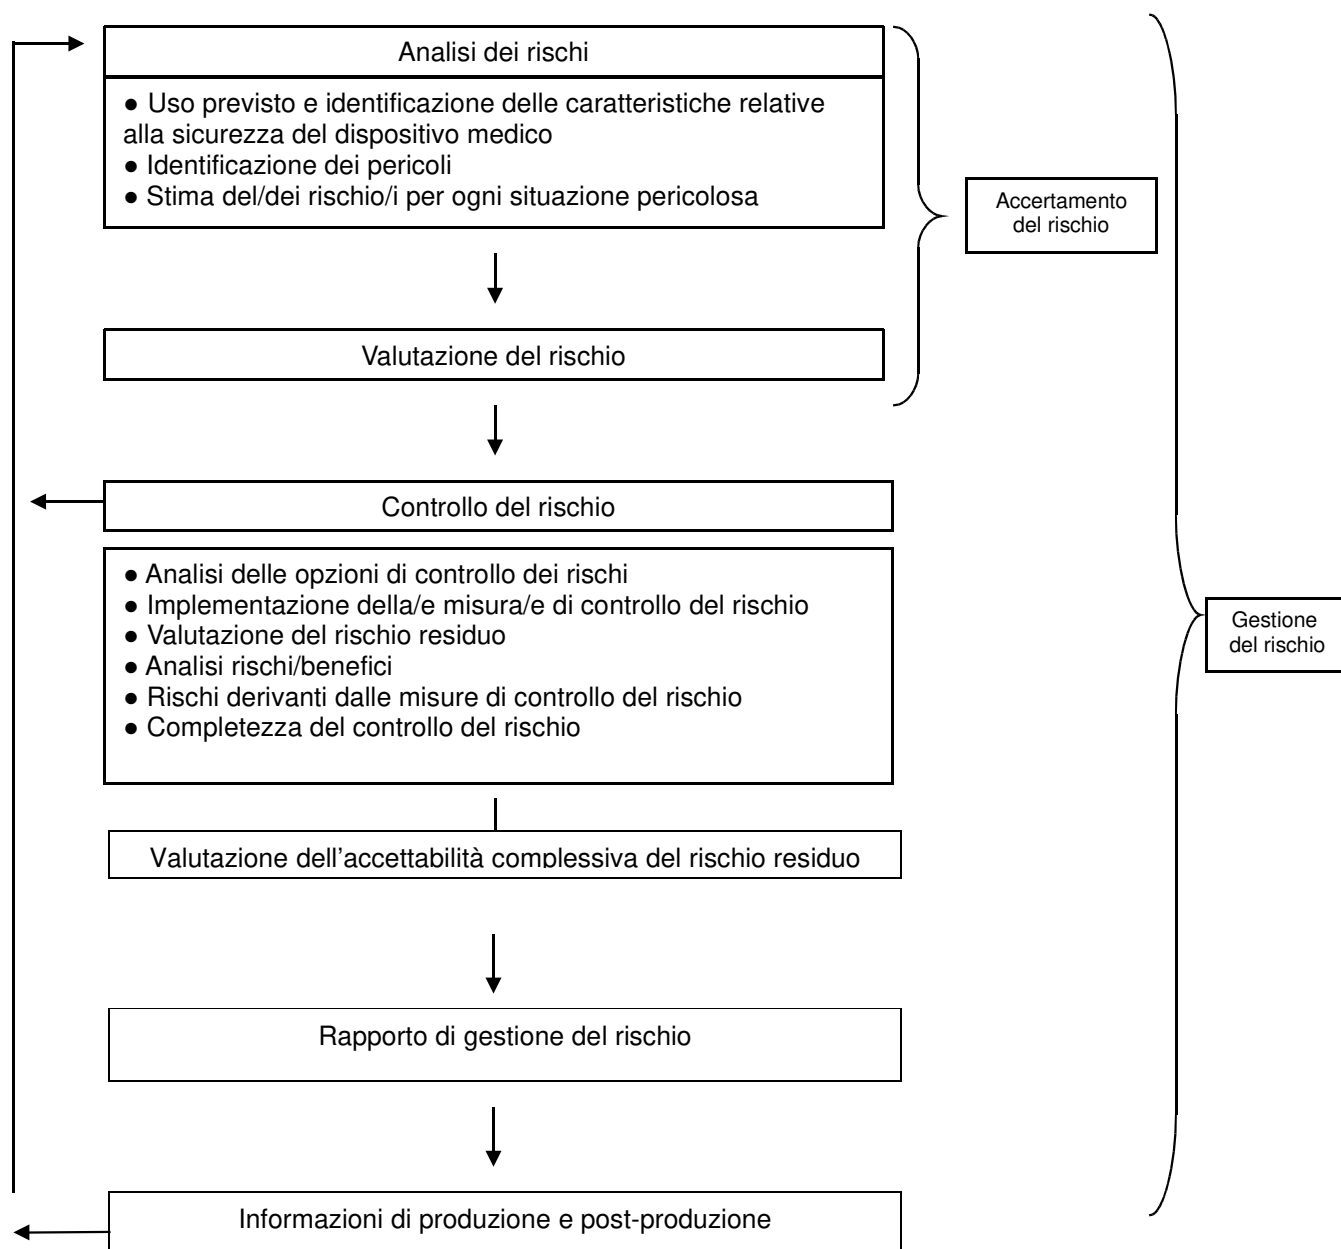 Analisi dei rischi
● Uso previsto e identificazione delle caratteristiche relative
alla sicurezza del dispositivo medico
● Identificazione dei pericoli
● Stima del/dei rischio/i per ogni situazione pericolosa
Accertamento
del rischio
Valutazione del rischio
Controllo del rischio
● Analisi delle opzioni di controllo dei rischi
● Implementazione della/e misura/e di controllo del rischio
● Valutazione del rischio residuo
● Analisi rischi/benefici
● Rischi derivanti dalle misure di controllo del rischio
● Completezza del controllo del rischio
Gestione
del rischio
Valutazione dell'accettabilità complessiva del rischio residuo
Rapporto di gestione del rischio
Informazioni di produzione e post-produzione